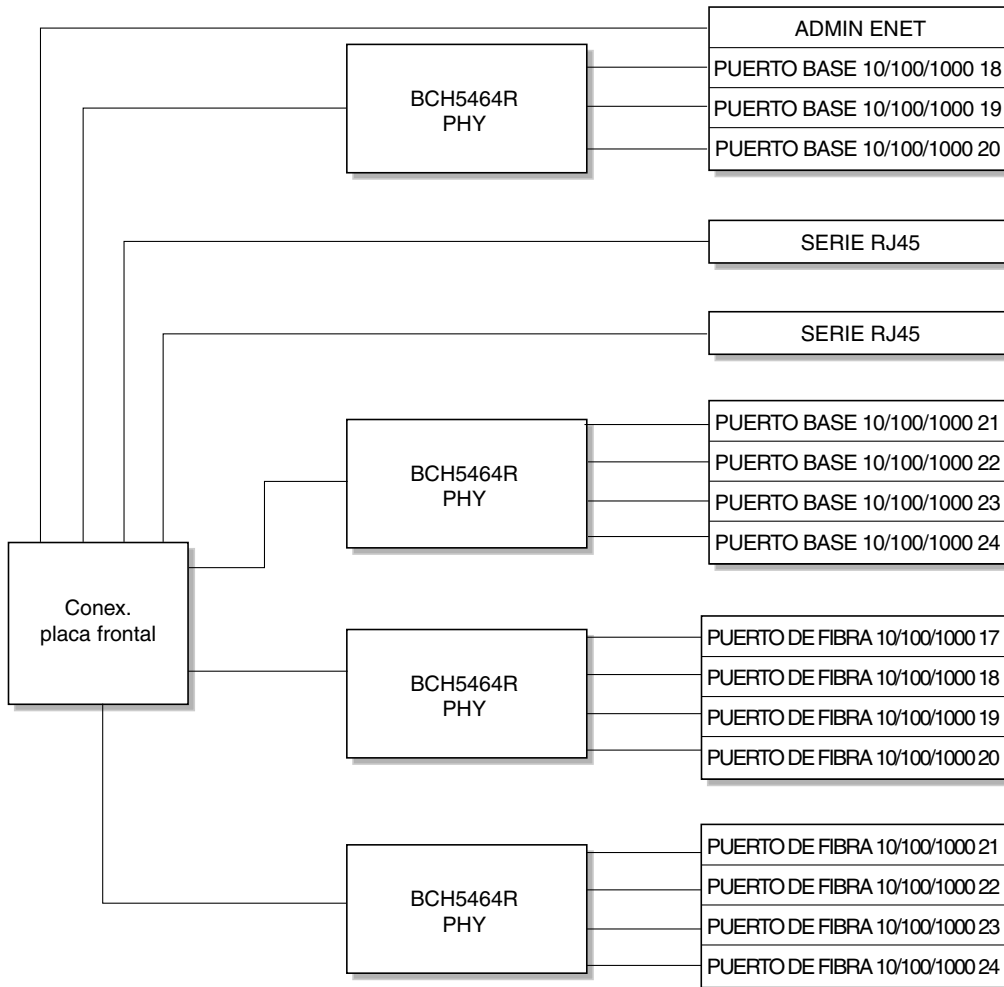 ADMIN ENET
BCH5464R
PHY
PUERTO BASE 10/100/1000 18
PUERTO BASE 10/100/1000 19
PUERTO BASE 10/100/1000 20
SERIE RJ45
SERIE RJ45
BCH5464R
PHY
PUERTO BASE 10/100/1000 21
PUERTO BASE 10/100/1000 22
PUERTO BASE 10/100/1000 23
PUERTO BASE 10/100/1000 24
Conex.
placa frontal
BCH5464R
PHY
PUERTO DE FIBRA 10/100/1000 17
PUERTO DE FIBRA 10/100/1000 18
PUERTO DE FIBRA 10/100/1000 19
PUERTO DE FIBRA 10/100/1000 20
BCH5464R
PHY
PUERTO DE FIBRA 10/100/1000 21
PUERTO DE FIBRA 10/100/1000 22
PUERTO DE FIBRA 10/100/1000 23
PUERTO DE FIBRA 10/100/1000 24